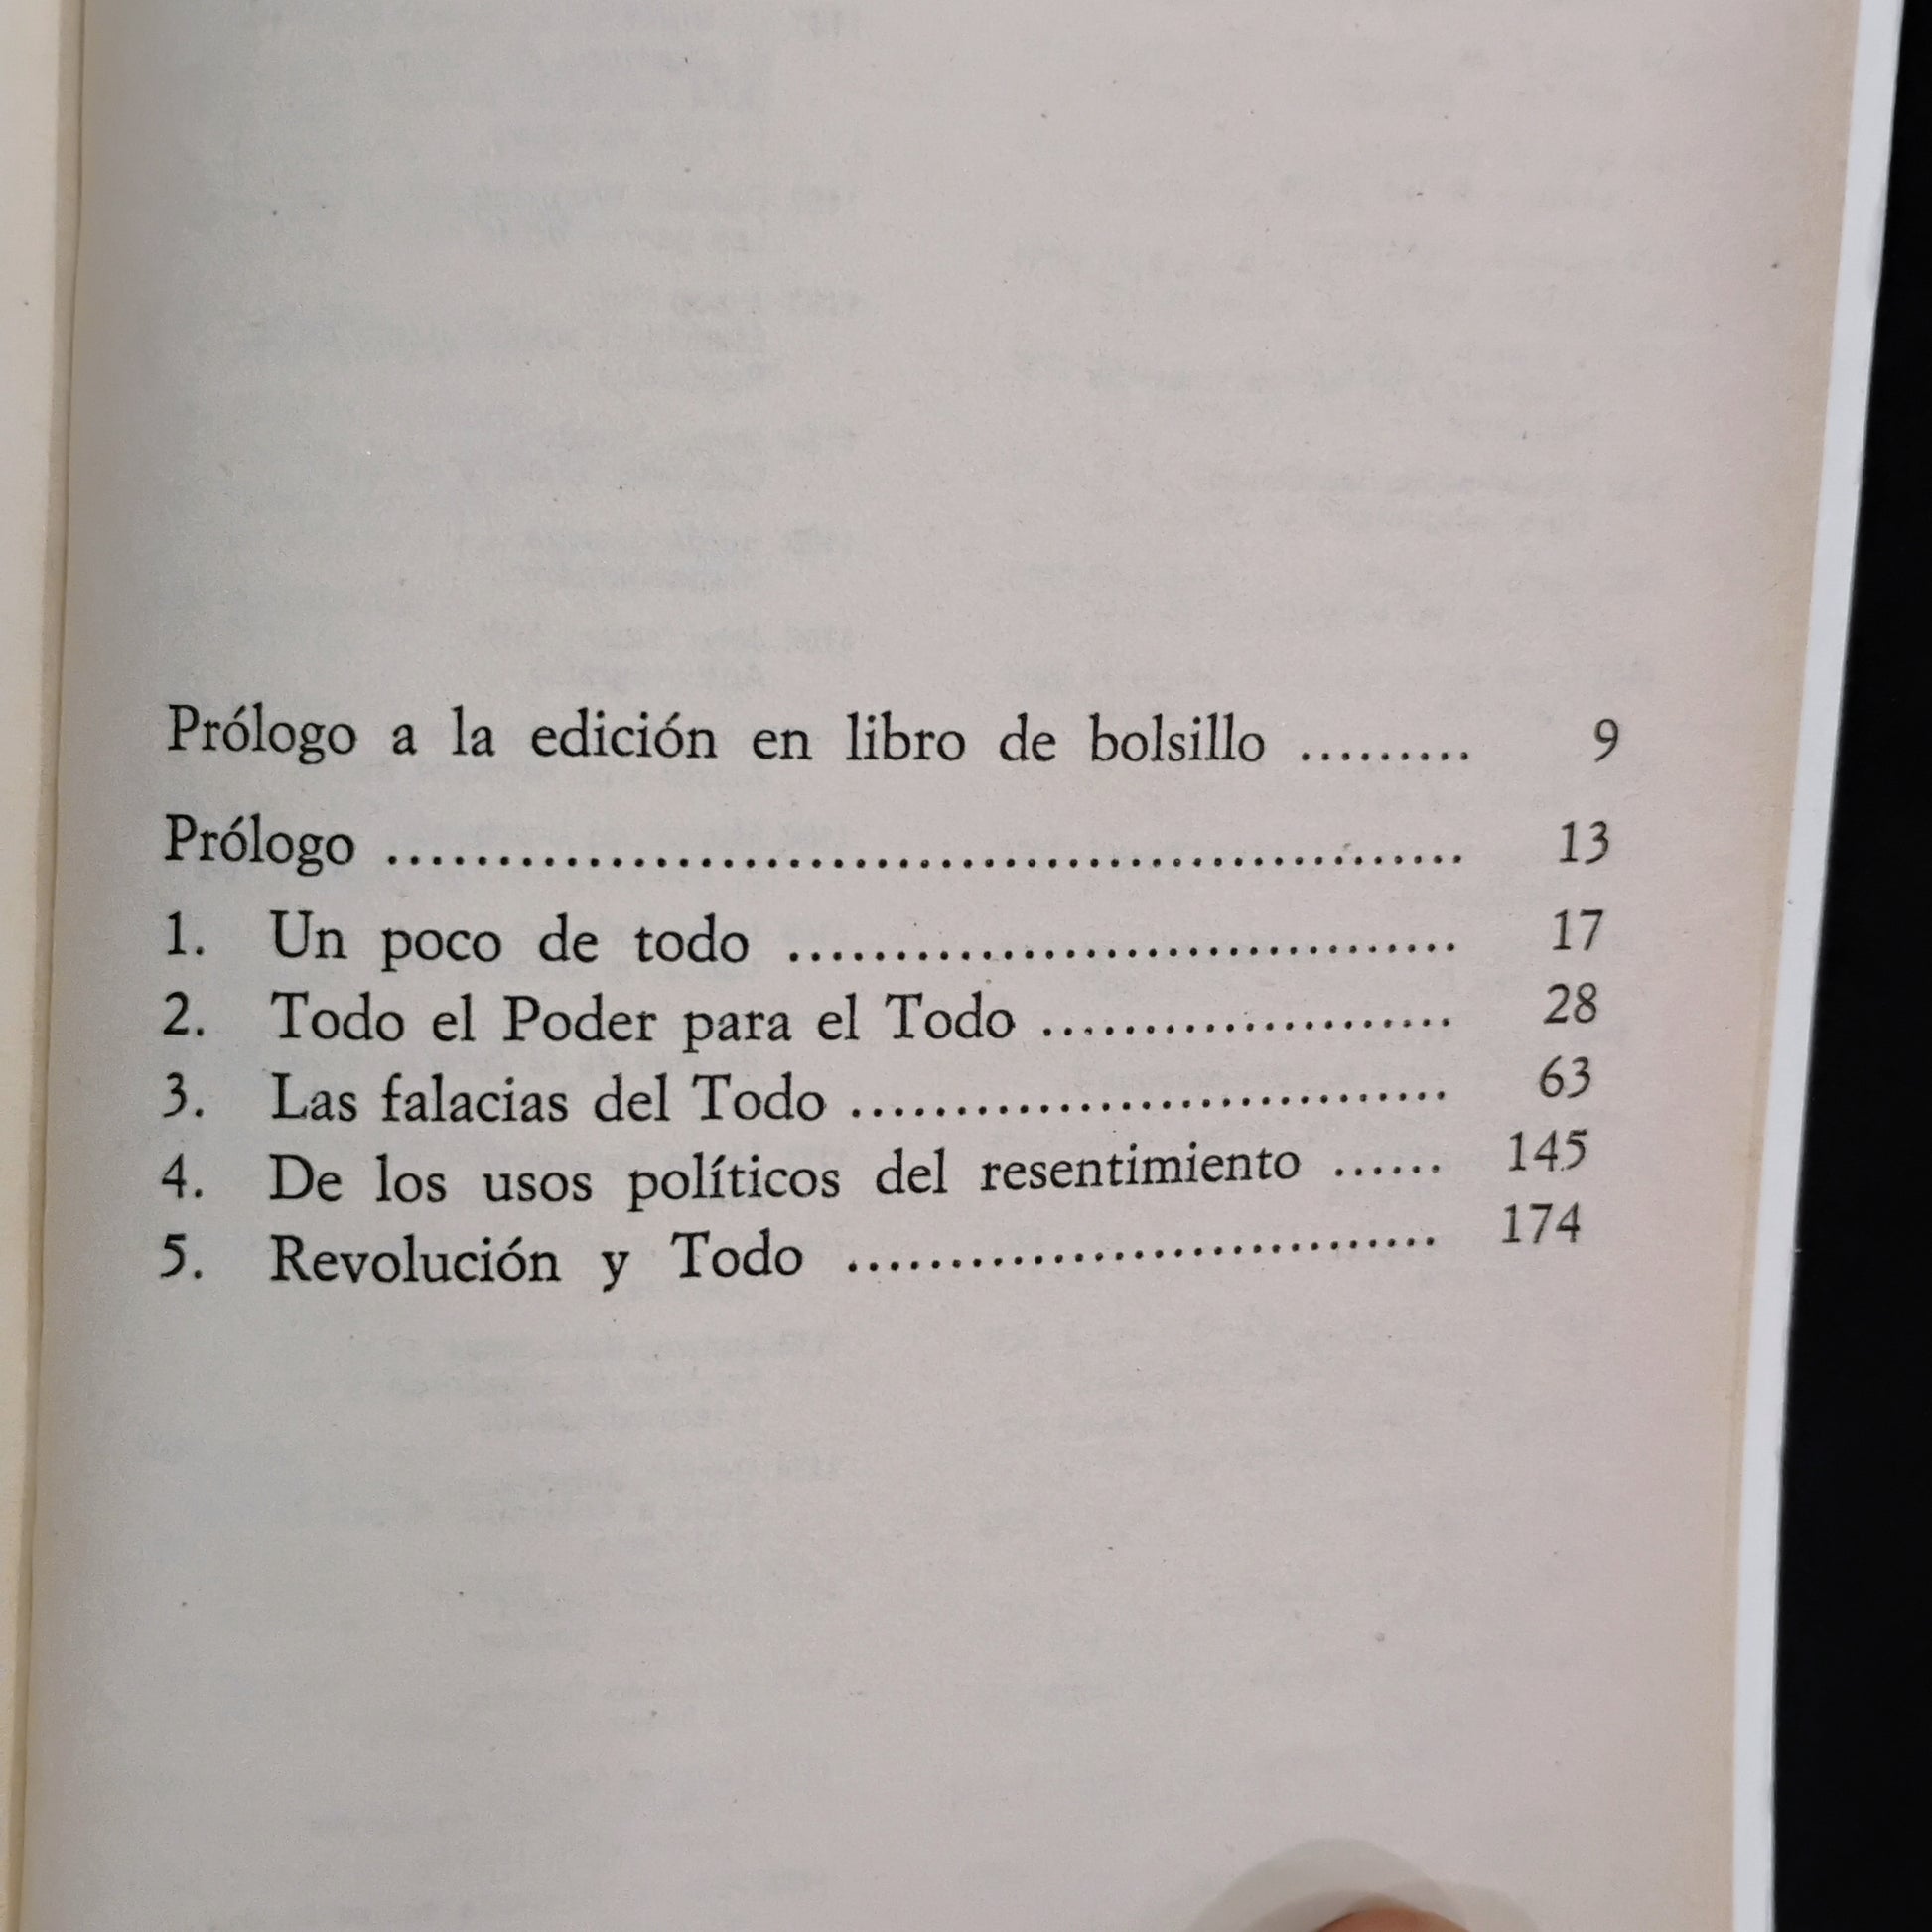 Prólogo a la edición en libro de bolsillo ......... 9
Prólogo ................................................ 13
1. Un poco de todo ............................... 17
2. Todo el Poder para el Todo .................... 28
3. Las falacias del Todo ............................. 63
4. De los usos políticos del resentimiento ...... 145
5. Revolución y Todo ............................. 174